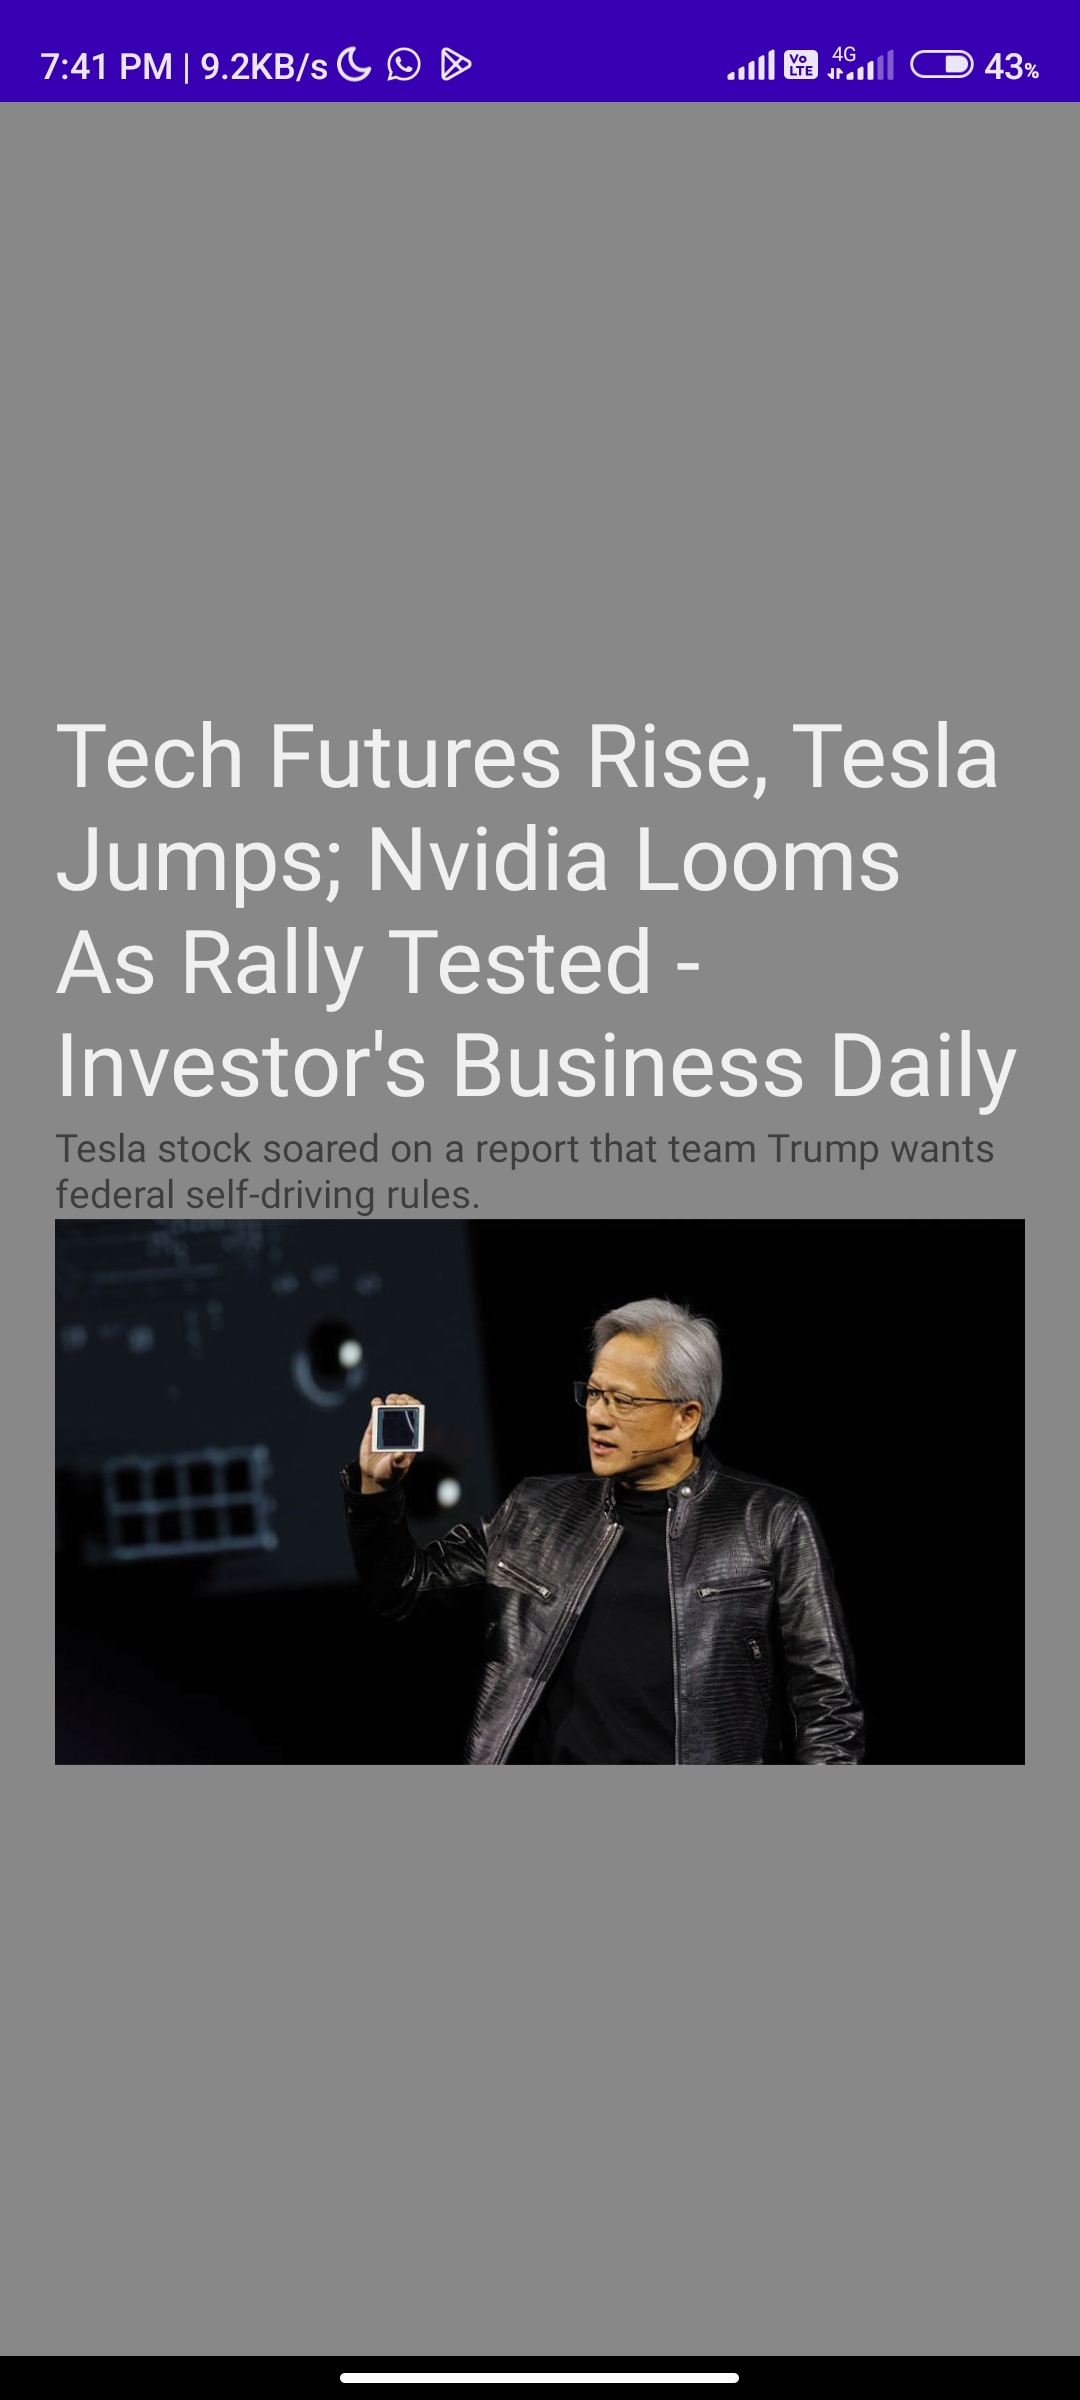 7:41 PM | 9.2KB/s
Vo LTE
4G
43%
Tech Futures Rise, Tesla
Jumps; Nvidia Looms
As Rally Tested -
Investor's Business Daily
Tesla stock soared on a report that team Trump wants
federal self-driving rules.